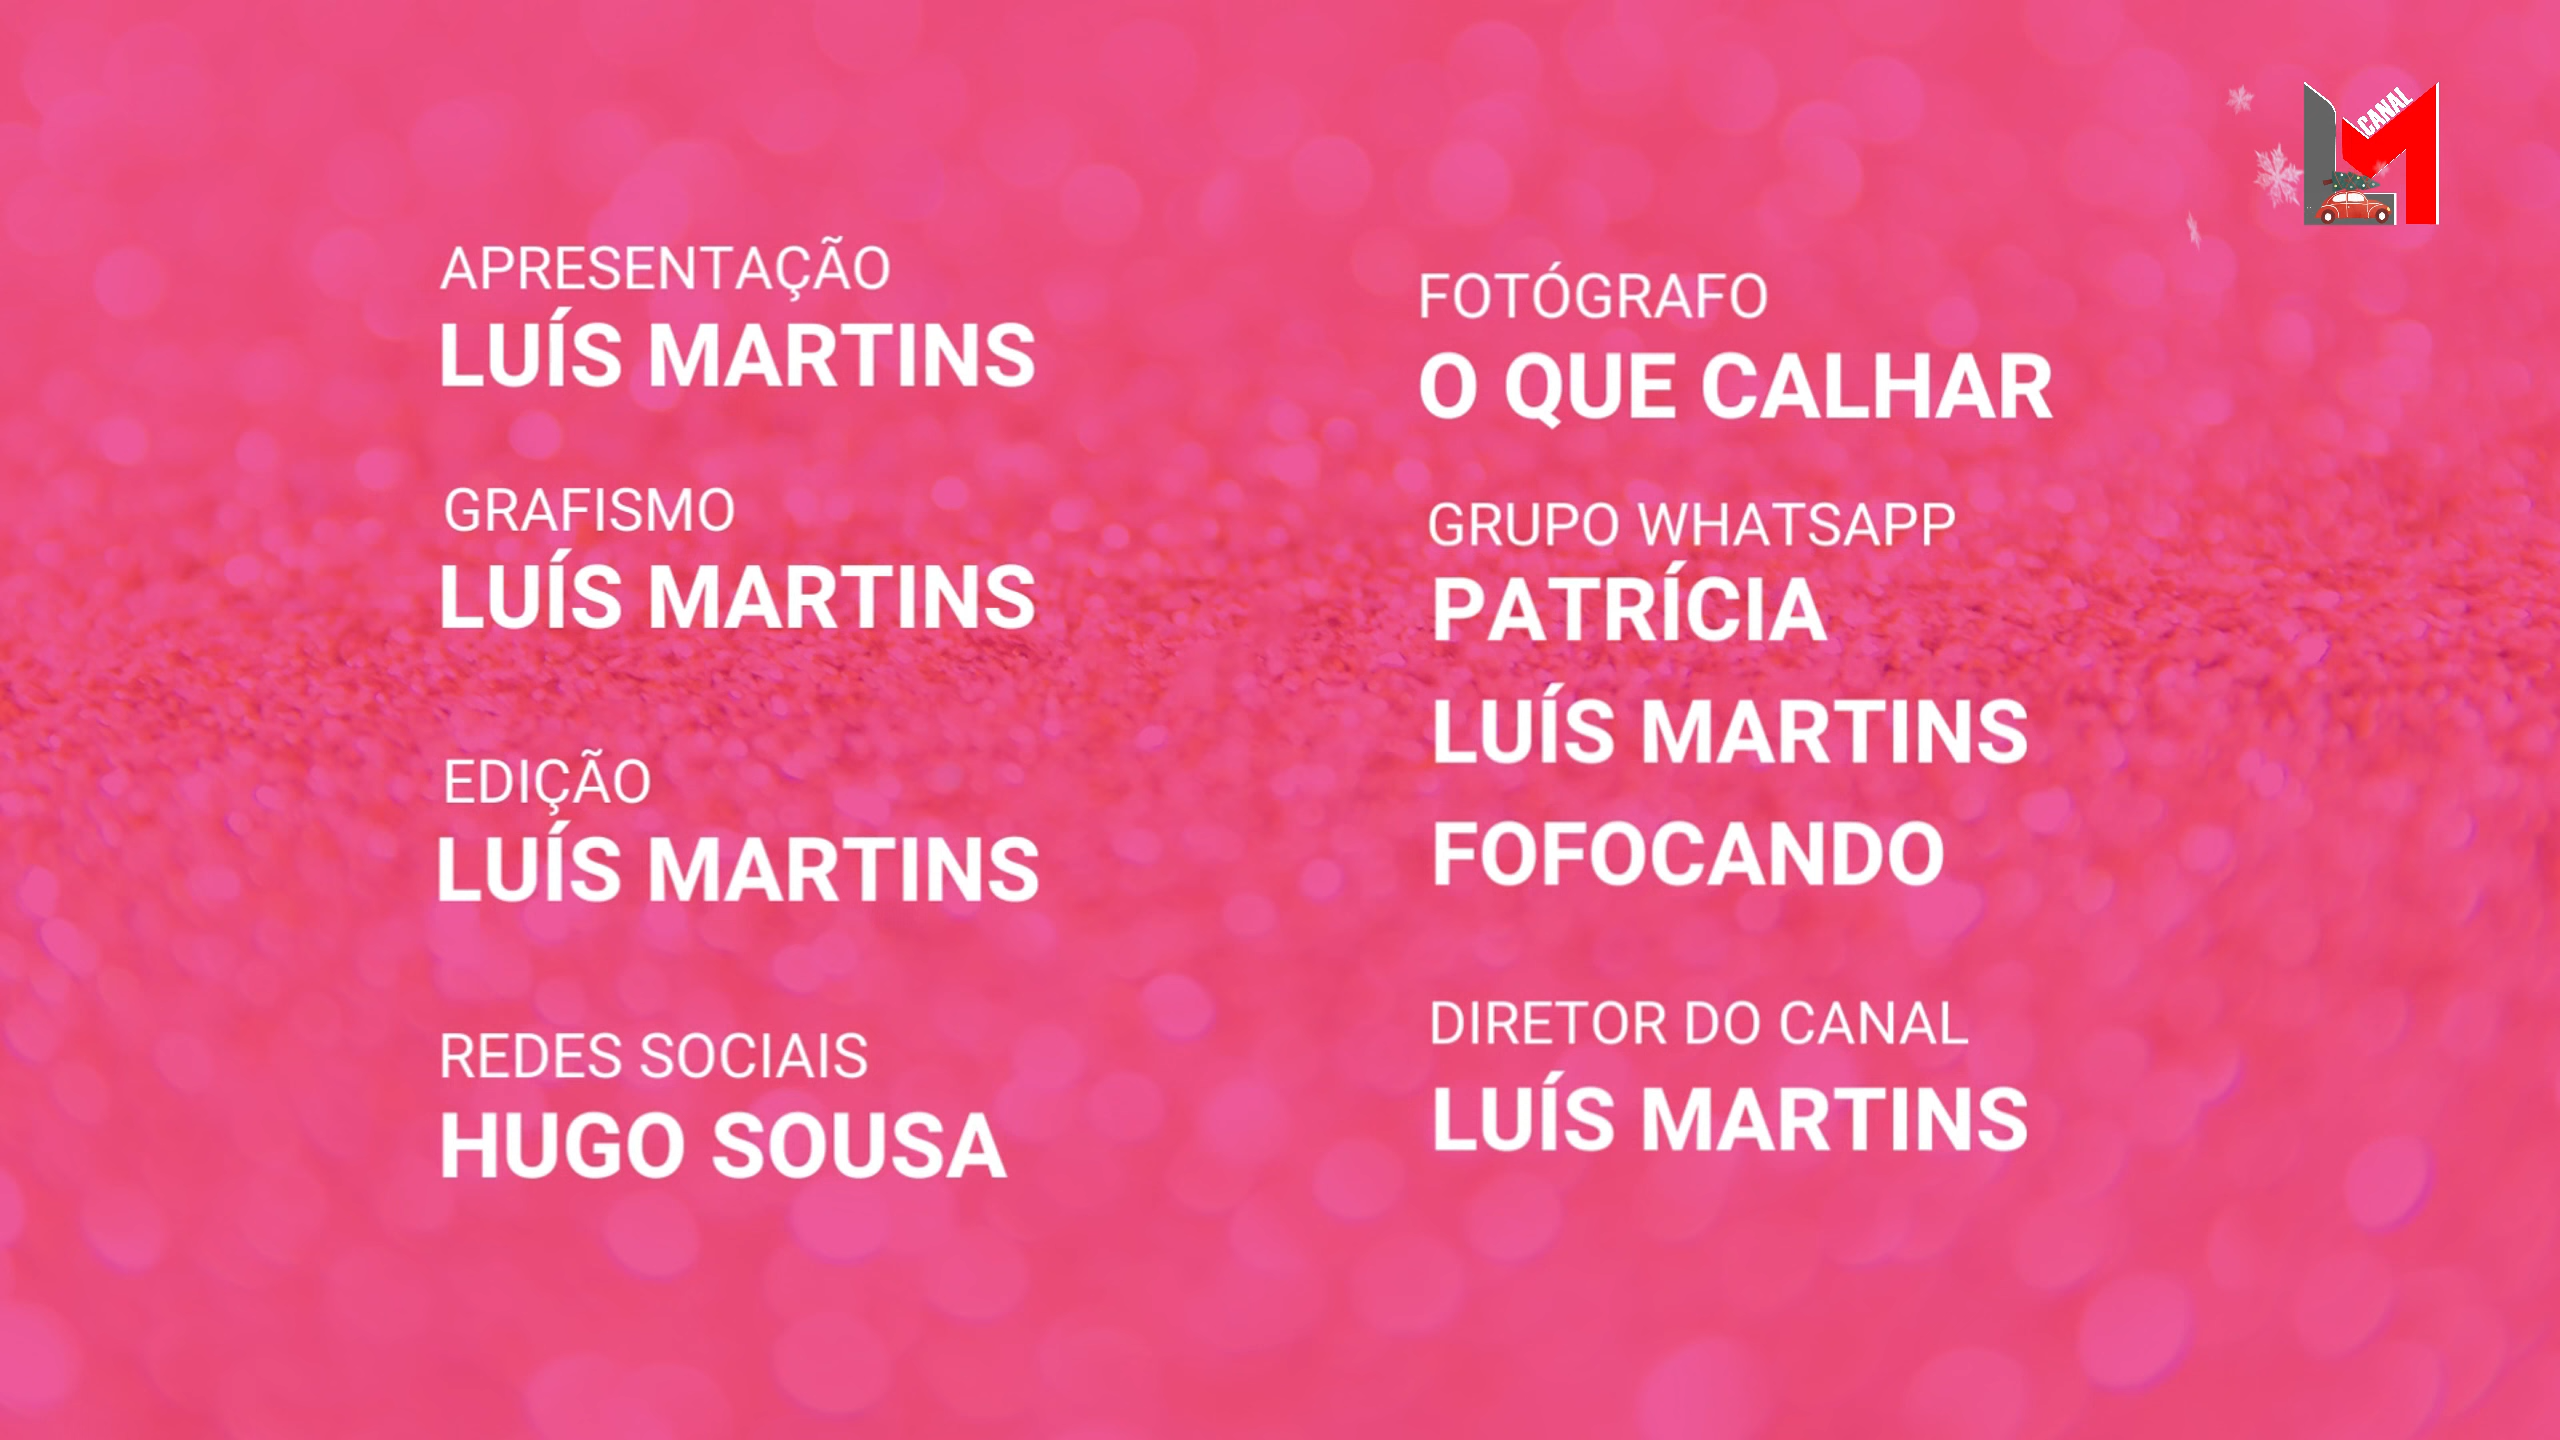 CANAL
LM
APRESENTAÇÃO
LUÍS MARTINS
GRAFISMO
LUÍS MARTINS
EDIÇÃO
LUÍS MARTINS
REDES SOCIAIS
HUGO SOUSA
FOTÓGRAFO
O QUE CALHAR
GRUPO WHATSAPP
PATRÍCIA
LUÍS MARTINS
FOFOCANDO
DIRETOR DO CANAL
LUÍS MARTINS